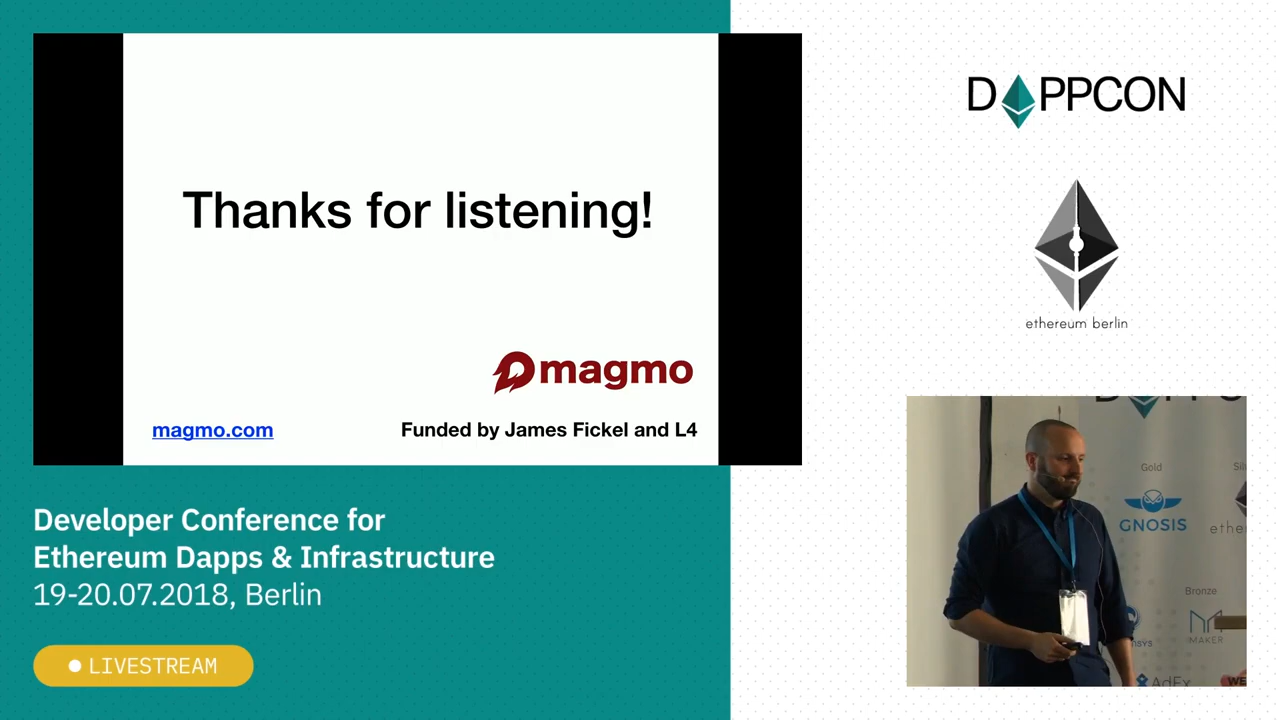 Thanks for listening!
magmo
magmo.com
Funded by James Fickel and L4
Developer Conference for
Ethereum Dapps & Infrastructure
19-20.07.2018, Berlin
LIVESTREAM
DAPPCON
ethereum berlin
Gold
GNOSIS
Bronze
MAKER
AdEx